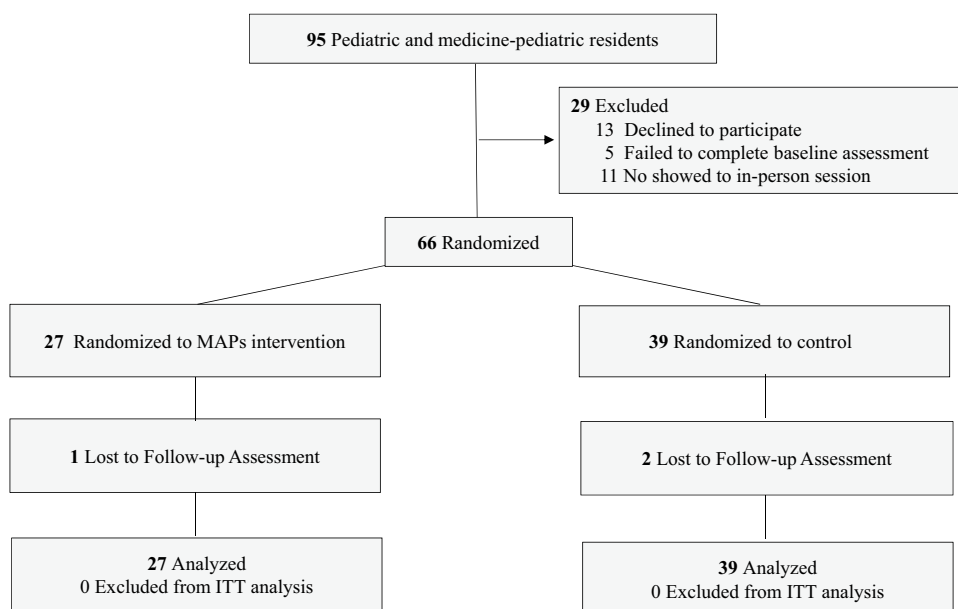 95 Pediatric and medicine-pediatric residents
29 Excluded
13 Declined to participate
5 Failed to complete baseline assessment
11 No showed to in-person session
66 Randomized
27 Randomized to MAPs intervention
39 Randomized to control
1 Lost to Follow-up Assessment
2 Lost to Follow-up Assessment
27 Analyzed
0 Excluded from ITT analysis
39 Analyzed
0 Excluded from ITT analysis